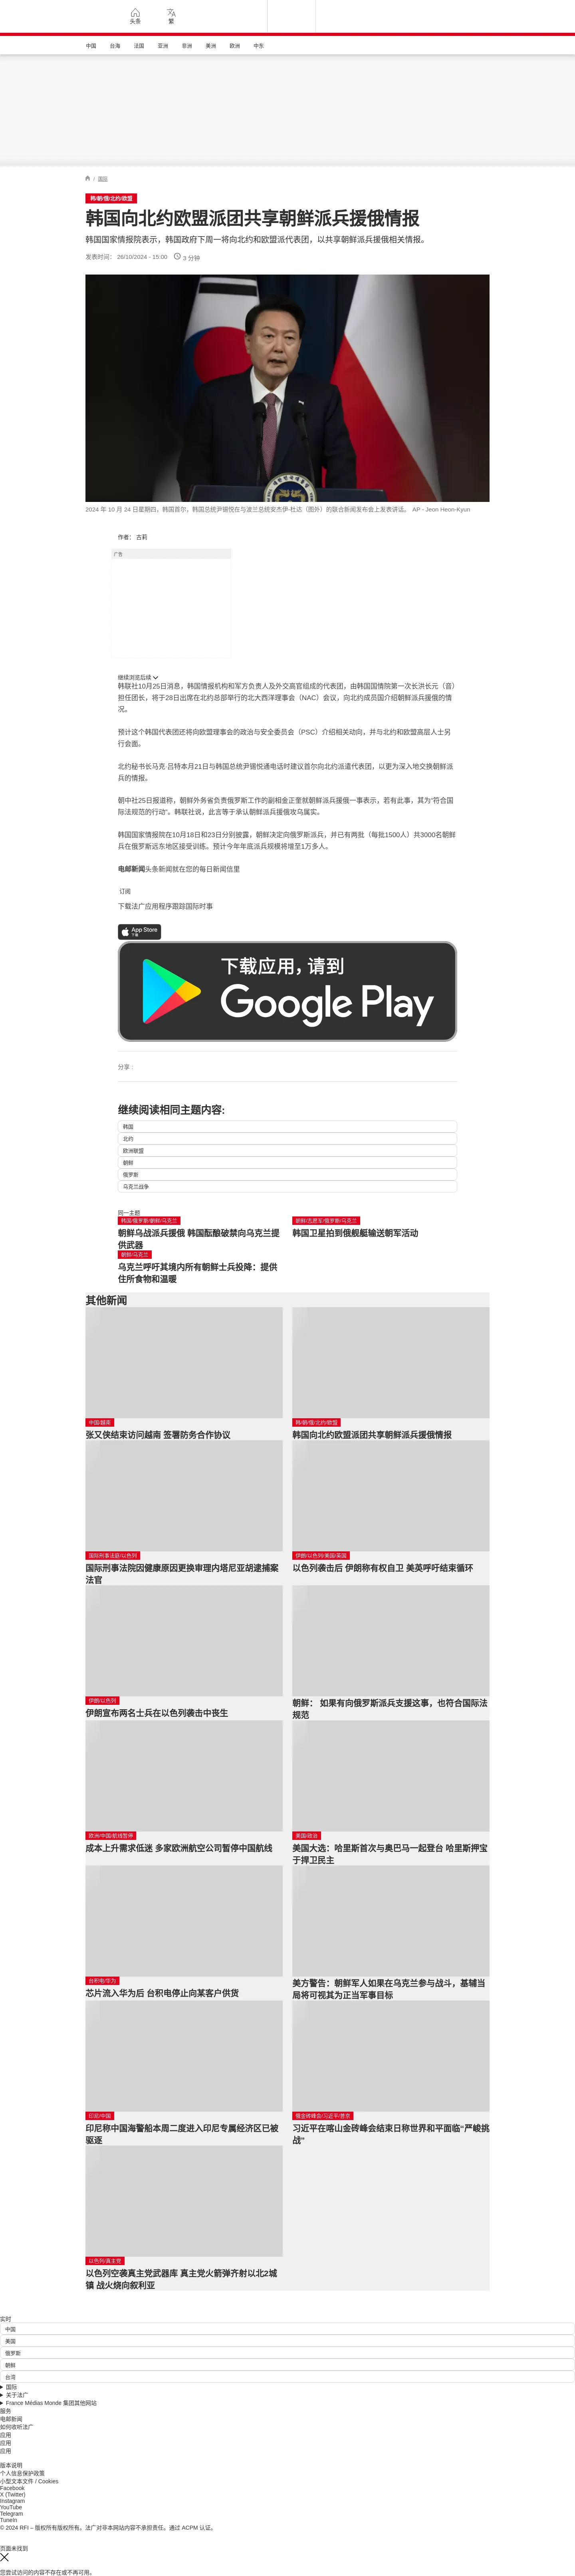 头条
繁
中国
台海
法国
亚洲
非洲
美洲
欧洲
中东
/ 国际
韩/朝/俄/北约/欧盟
韩国向北约欧盟派团共享朝鲜派兵援俄情报
韩国国家情报院表示，韩国政府下周一将向北约和欧盟派代表团，以共享朝鲜派兵援俄相关情报。
发表时间： 26/10/2024 - 15:00
3 分钟
2024 年 10 月 24 日星期四，韩国首尔，韩国总统尹锡悦在与波兰总统安杰伊·杜达（图外）的联合新闻发布会上发表讲话。 AP - Jeon Heon-Kyun
作者： 古莉
广告
继续浏览后续
韩联社10月25日消息，韩国情报机构和军方负责人及外交高官组成的代表团，由韩国国情院第一次长洪长元（音）
担任团长，将于28日出席在北约总部举行的北大西洋理事会（NAC）会议，向北约成员国介绍朝鲜派兵援俄的情
况。
预计这个韩国代表团还将向欧盟理事会的政治与安全委员会（PSC）介绍相关动向，并与北约和欧盟高层人士另
行会面。
北约秘书长马克·吕特本月21日与韩国总统尹锡悦通电话时建议首尔向北约派遣代表团，以更为深入地交换朝鲜派
兵的情报。
朝中社25日报道称，朝鲜外务省负责俄罗斯工作的副相金正奎就朝鲜派兵援俄一事表示，若有此事，其为"符合国
际法规范的行动"。韩联社说，此言等于承认朝鲜派兵援俄攻乌属实。
韩国国家情报院在10月18日和23日分别披露，朝鲜决定向俄罗斯派兵，并已有两批（每批1500人）共3000名朝鲜
兵在俄罗斯远东地区接受训练。预计今年年底派兵规模将增至1万多人。
电邮新闻头条新闻就在您的每日新闻信里
订阅
下载法广应用程序跟踪国际时事
App Store
下载
下载应用，请到
Google Play
分享 :
继续阅读相同主题内容:
韩国
北约
欧洲联盟
朝鲜
俄罗斯
乌克兰战争
同一主题
韩国/俄罗斯/朝鲜/乌克兰
朝鲜乌战派兵援俄 韩国酝酿破禁向乌克兰提
供武器
朝鲜/志愿军/俄罗斯/乌克兰
韩国卫星拍到俄舰艇输送朝军活动
朝鲜/乌克兰
乌克兰呼吁其境内所有朝鲜士兵投降：提供
住所食物和温暖
其他新闻
中国/越南
张又侠结束访问越南 签署防务合作协议
韩/朝/俄/北约/欧盟
韩国向北约欧盟派团共享朝鲜派兵援俄情报
国际刑事法庭/以色列
国际刑事法院因健康原因更换审理内塔尼亚胡逮捕案
法官
伊朗/以色列/美国/英国
以色列袭击后 伊朗称有权自卫 美英呼吁结束循环
伊朗/以色列
伊朗宣布两名士兵在以色列袭击中丧生
朝鲜： 如果有向俄罗斯派兵支援这事，也符合国际法
规范
欧洲/中国/航线暂停
成本上升需求低迷 多家欧洲航空公司暂停中国航线
美国/政治
美国大选：哈里斯首次与奥巴马一起登台 哈里斯押宝
于捍卫民主
台积电/华为
芯片流入华为后 台积电停止向某客户供货
美方警告：朝鲜军人如果在乌克兰参与战斗，基辅当
局将可视其为正当军事目标
印尼/中国
印尼称中国海警船本周二度进入印尼专属经济区已被
驱逐
俄金砖峰会/习近平/普京
习近平在喀山金砖峰会结束日称世界和平面临“严峻挑
战”
以色列/真主党
以色列空袭真主党武器库 真主党火箭弹齐射以北2城
镇 战火烧向叙利亚
实时
中国
美国
俄罗斯
朝鲜
台湾
国际
关于法广
France Médias Monde 集团其他网站
服务
电邮新闻
如何收听法广
应用
应用
应用
版本说明
个人信息保护政策
小型文本文件 / Cookies
Facebook
X (Twitter)
Instagram
YouTube
Telegram
TuneIn
© 2024 RFI – 版权所有版权所有。法广对非本网站内容不承担责任。通过 ACPM 认证。
页面未找到
您尝试访问的内容不存在或不再可用。